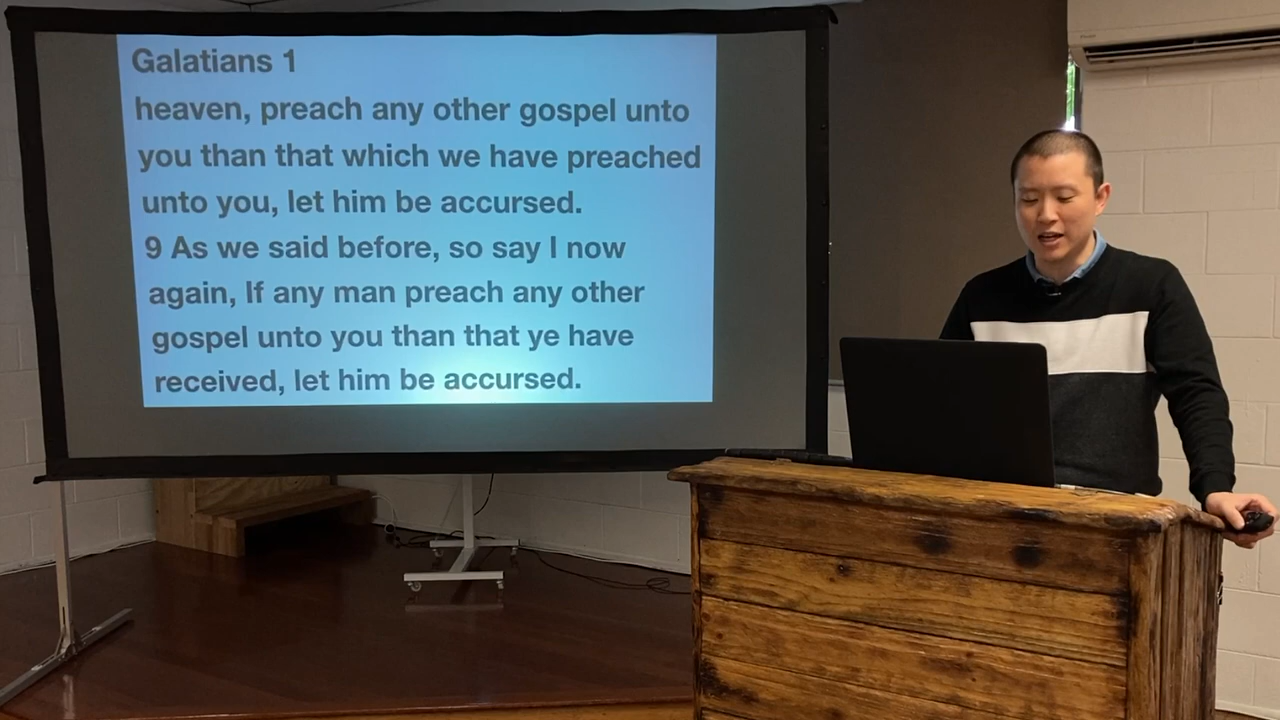 Galatians 1
heaven, preach any other gospel unto
you than that which we have preached
unto you, let him be accursed.
9 As we said before, so say I now
again, If any man preach any other
gospel unto you than that ye have
received, let him be accursed.